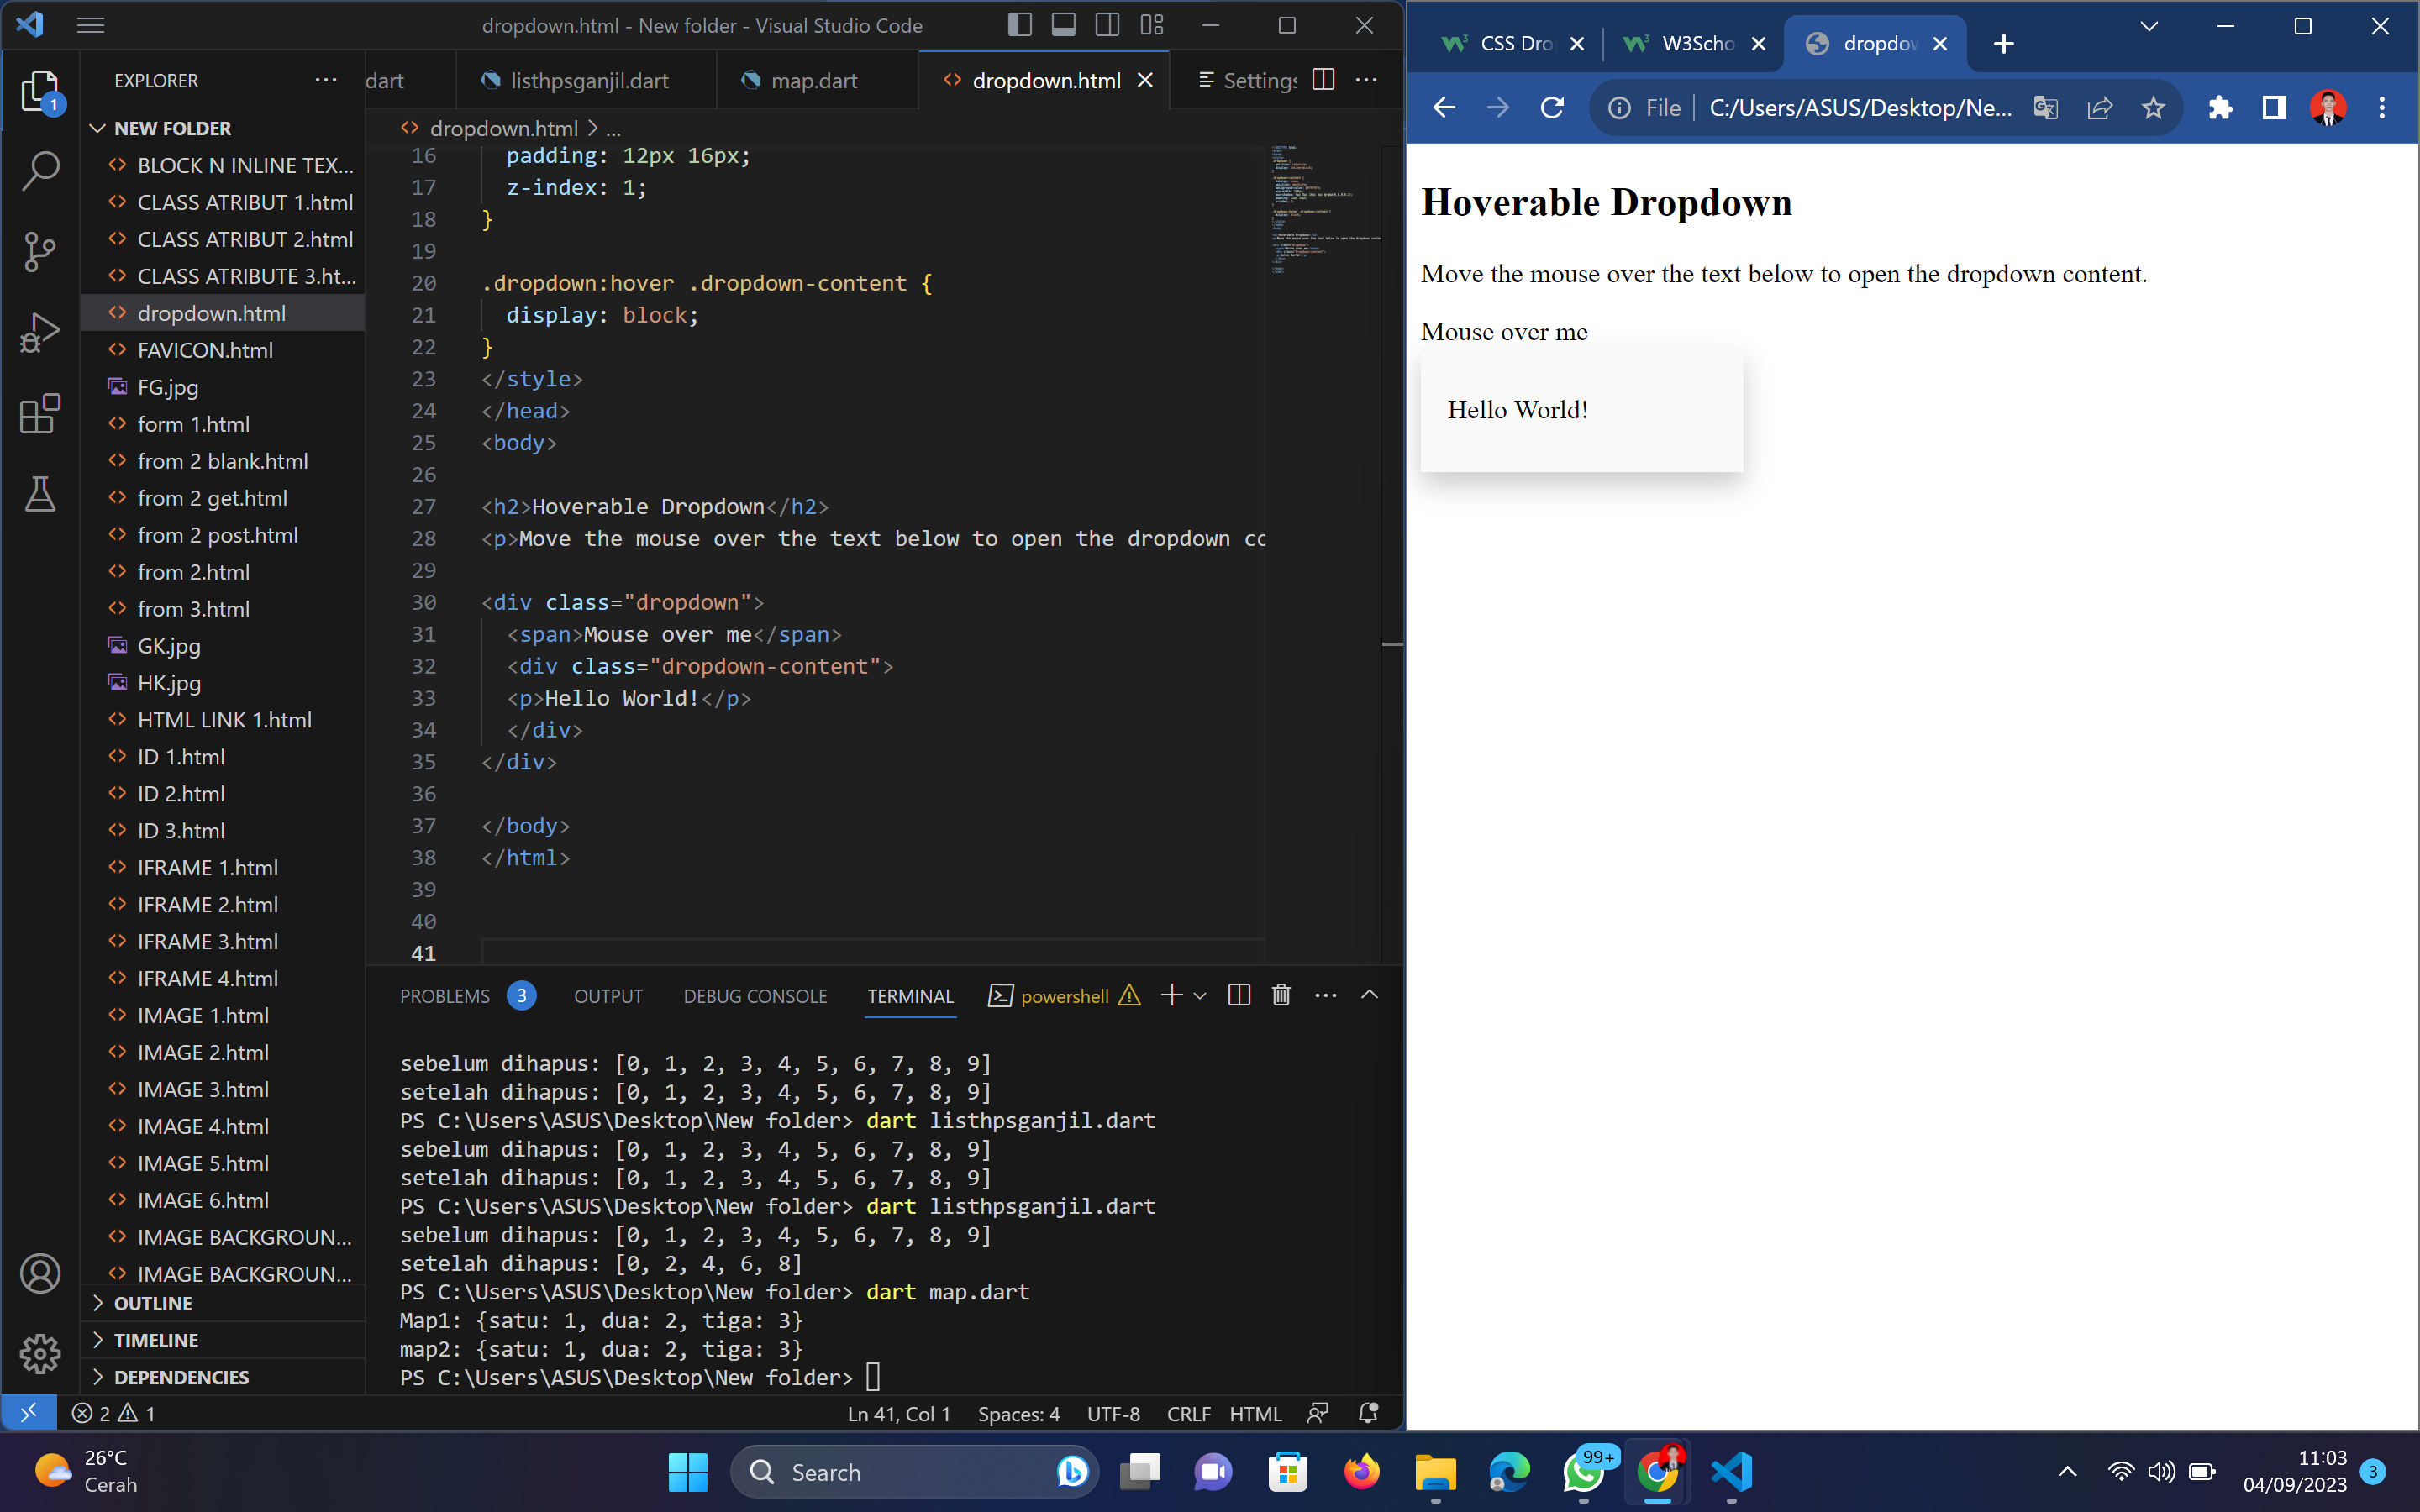 dropdown.html - New folder - Visual Studio Code
EXPLORER
NEW FOLDER
BLOCK N INLINE TEX...
CLASS ATRIBUT 1.html
CLASS ATRIBUT 2.html
CLASS ATRIBUTE 3.ht...
dropdown.html
FAVICON.html
FG.jpg
form 1.html
from 2 blank.html
from 2 get.html
from 2 post.html
from 2.html
from 3.html
GK.jpg
HK.jpg
HTML LINK 1.html
ID 1.html
ID 2.html
ID 3.html
IFRAME 1.html
IFRAME 2.html
IFRAME 3.html
IFRAME 4.html
IMAGE 1.html
IMAGE 2.html
IMAGE 3.html
IMAGE 4.html
IMAGE 5.html
IMAGE 6.html
IMAGE BACKGROUN...
IMAGE BACKGROUN...
OUTLINE
TIMELINE
DEPENDENCIES
1
dart listhpsganjil.dart map.dart dropdown.html Settings
dropdown.html > ...
16 padding: 12px 16px;
17 z-index: 1;
18 }
19
20 .dropdown:hover .dropdown-content {
21 display: block;
22 }
23 </style>
24 </head>
25 <body>
26
27 <h2>Hoverable Dropdown</h2>
28 <p>Move the mouse over the text below to open the dropdown co
29
30 <div class="dropdown">
31 <span>Mouse over me</span>
32 <div class="dropdown-content">
33 <p>Hello World!</p>
34 </div>
35 </div>
36
37 </body>
38 </html>
39
40
41
PROBLEMS 3 OUTPUT DEBUG CONSOLE TERMINAL powershell
sebelum dihapus: [0, 1, 2, 3, 4, 5, 6, 7, 8, 9]
setelah dihapus: [0, 1, 2, 3, 4, 5, 6, 7, 8, 9]
PS C:\Users\ASUS\Desktop\New folder> dart listhpsganjil.dart
sebelum dihapus: [0, 1, 2, 3, 4, 5, 6, 7, 8, 9]
setelah dihapus: [0, 1, 2, 3, 4, 5, 6, 7, 8, 9]
PS C:\Users\ASUS\Desktop\New folder> dart listhpsganjil.dart
sebelum dihapus: [0, 1, 2, 3, 4, 5, 6, 7, 8, 9]
setelah dihapus: [0, 2, 4, 6, 8]
PS C:\Users\ASUS\Desktop\New folder> dart map.dart
Map1: {satu: 1, dua: 2, tiga: 3}
map2: {satu: 1, dua: 2, tiga: 3}
PS C:\Users\ASUS\Desktop\New folder>
2 1 Ln 41, Col 1 Spaces: 4 UTF-8 CRLF HTML
CSS Dro W3Scho dropdow
File C:/Users/ASUS/Desktop/Ne...
Hoverable Dropdown
Move the mouse over the text below to open the dropdown content.
Mouse over me
Hello World!
26°C
Cerah
Search
99+
11:03
04/09/2023
3